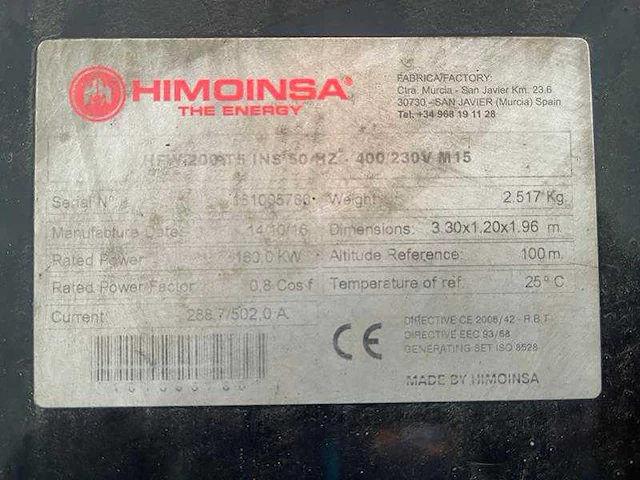 HIMOINSA®
THE ENERGY
FABRICA/FACTORY:
Ctra. Murcia - San Javier Km. 23.6
30730 - SAN JAVIER (Murcia) Spain
Tel. +34 968 19 11 28
HFW 200 T5 INS 50 HZ - 400/230V M15
Serial Nº Weight: 2.517 Kg.
Manufacture Date: 14/10/16 Dimensions: 3.30x1.20x1.96 m.
Rated Power 160.0 KW Altitude Reference: 100 m.
Rated Power Factor 0.8 Cos f Temperature of ref. 25º C
Current 288.7/502.0 A
CE
DIRECTIVE CE 2006/42 - R.B.T.
DIRECTIVE EEC 93/68
GENERATING SET ISO 8528
MADE BY HIMOINSA